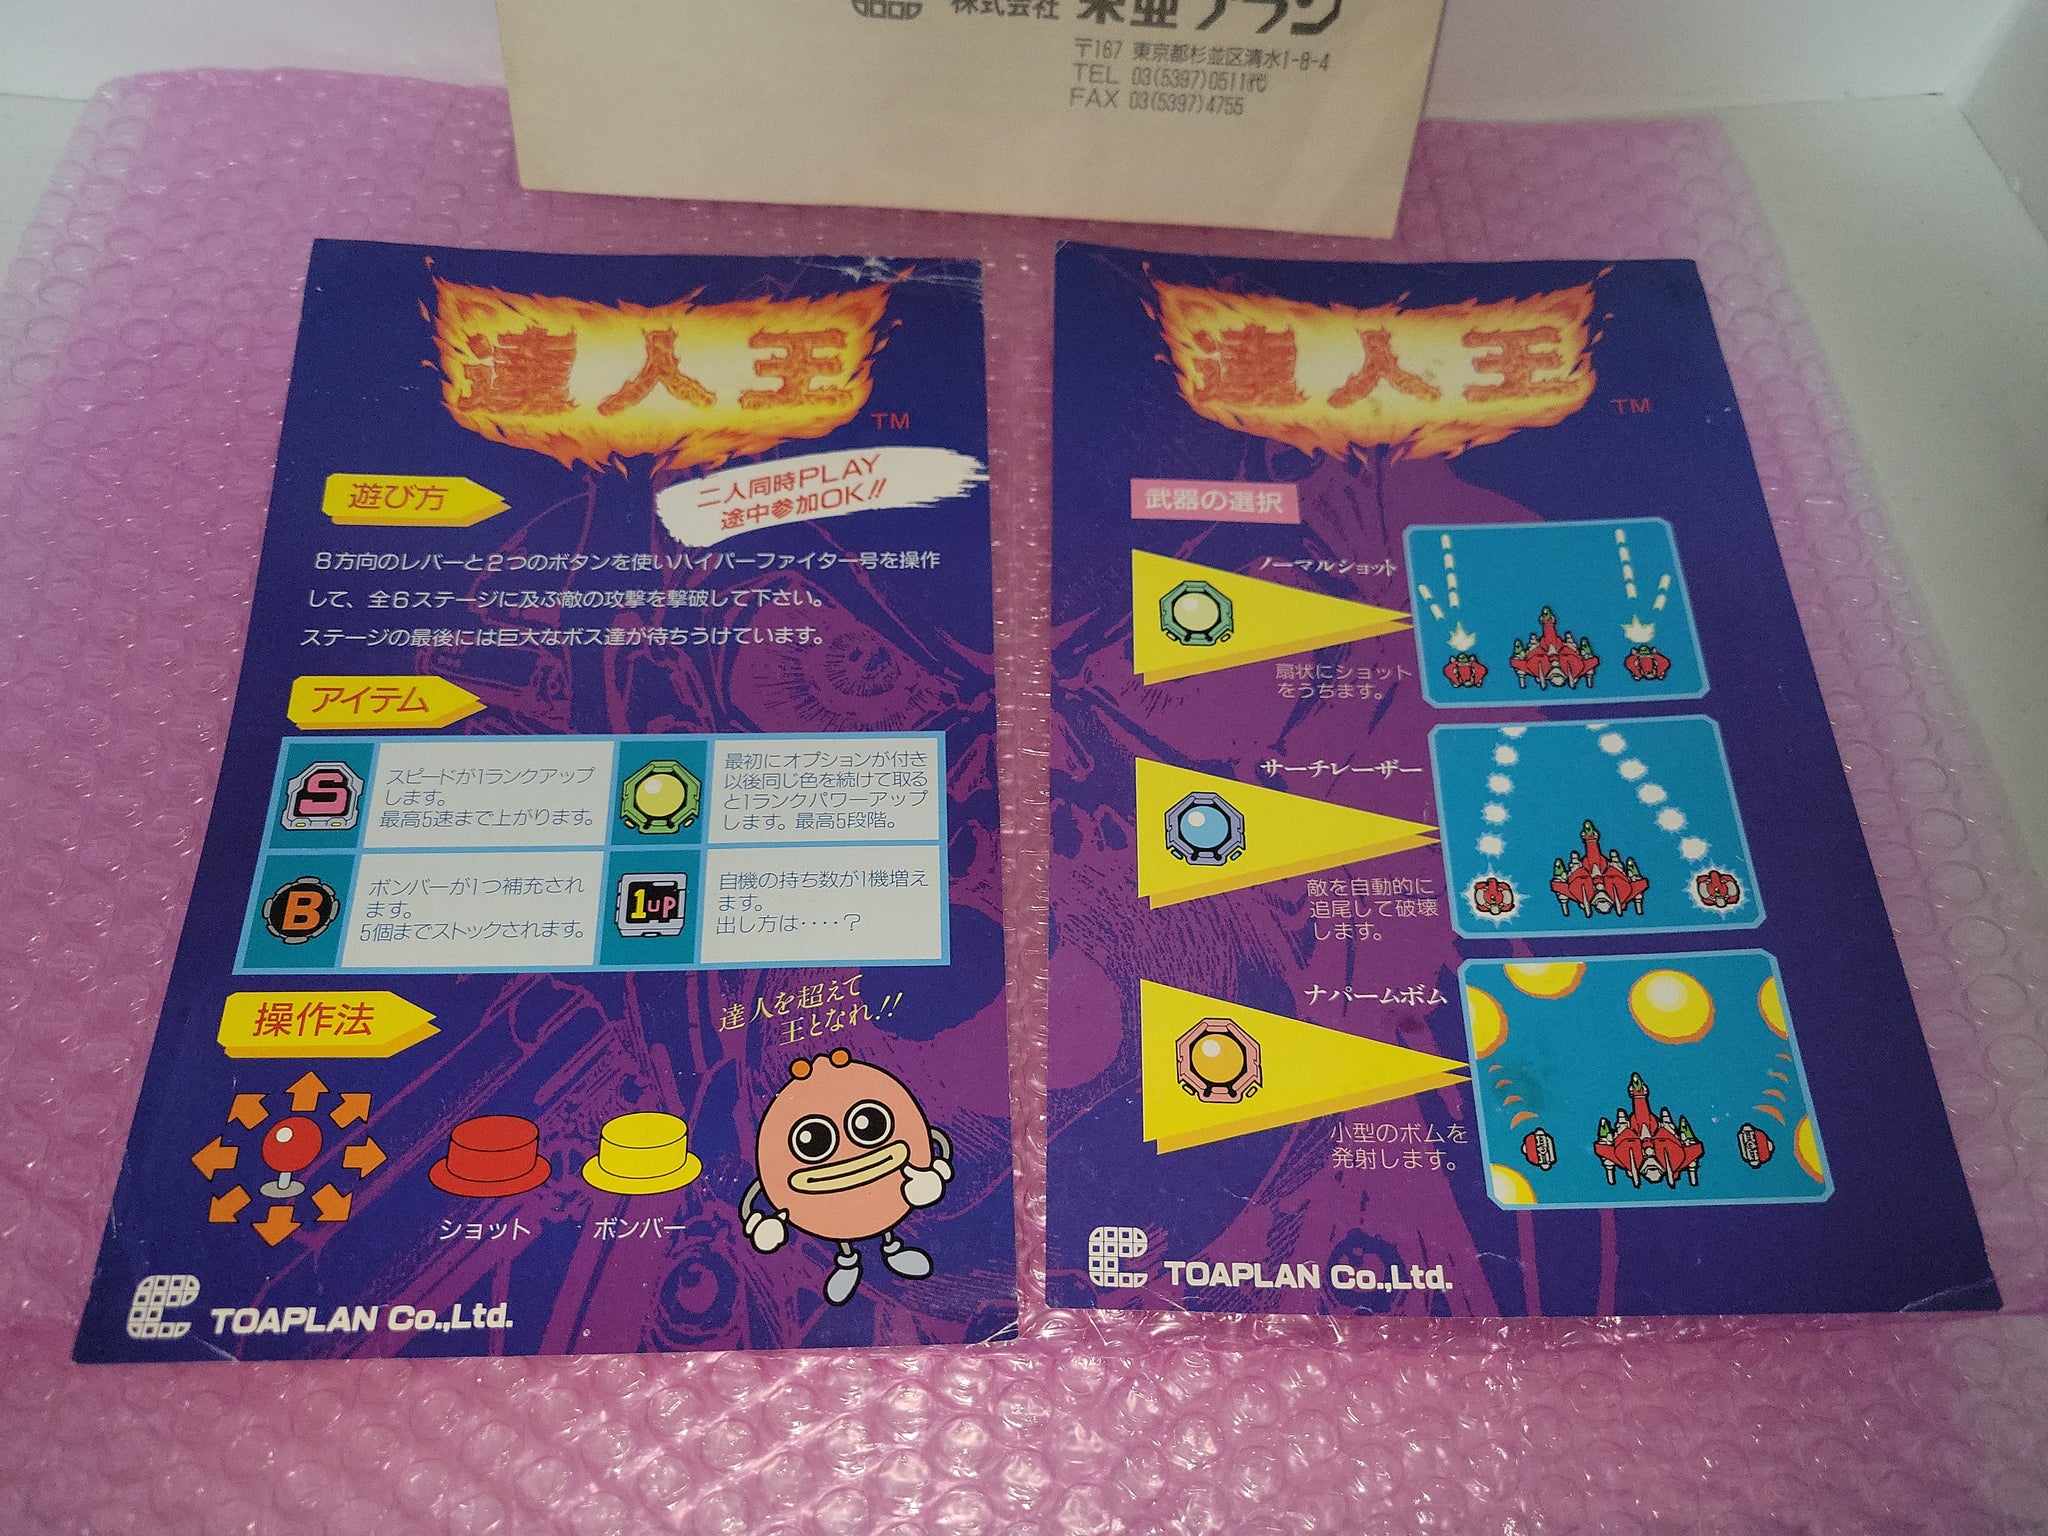 株式会社 東亜プラン
〒167 東京都杉並区清水1-8-4
TEL 03(5397)0511代
FAX 03(5397)4755
達人王
TM
遊び方
二人同時PLAY
途中参加OK!!
8方向のレバーと2つのボタンを使いハイパーファイター号を操作
して、全6ステージに及ぶ敵の攻撃を撃破して下さい。
ステージの最後には巨大なボス達が待ちうけています。
アイテム
S
スピードが1ランクアップ
します。
最高5速まで上がります。
最初にオプションが付き
以後同じ色を続けて取る
と1ランクパワーアップ
します。最高5段階。
B
ボンバーが1つ補充され
ます。
5個までストックされます。
1UP
自機の持ち数が1機増え
ます。
出し方は‥‥?
操作法
達人を超えて
王となれ!!
ショット
ボンバー
TOAPLAN Co.,Ltd.
達人王
TM
武器の選択
ノーマルショット
扇状にショット
をうちます。
サーチレーザー
敵を自動的に
追尾して破壊
します。
ナパームボム
小型のボムを
発射します。
TOAPLAN Co.,Ltd.